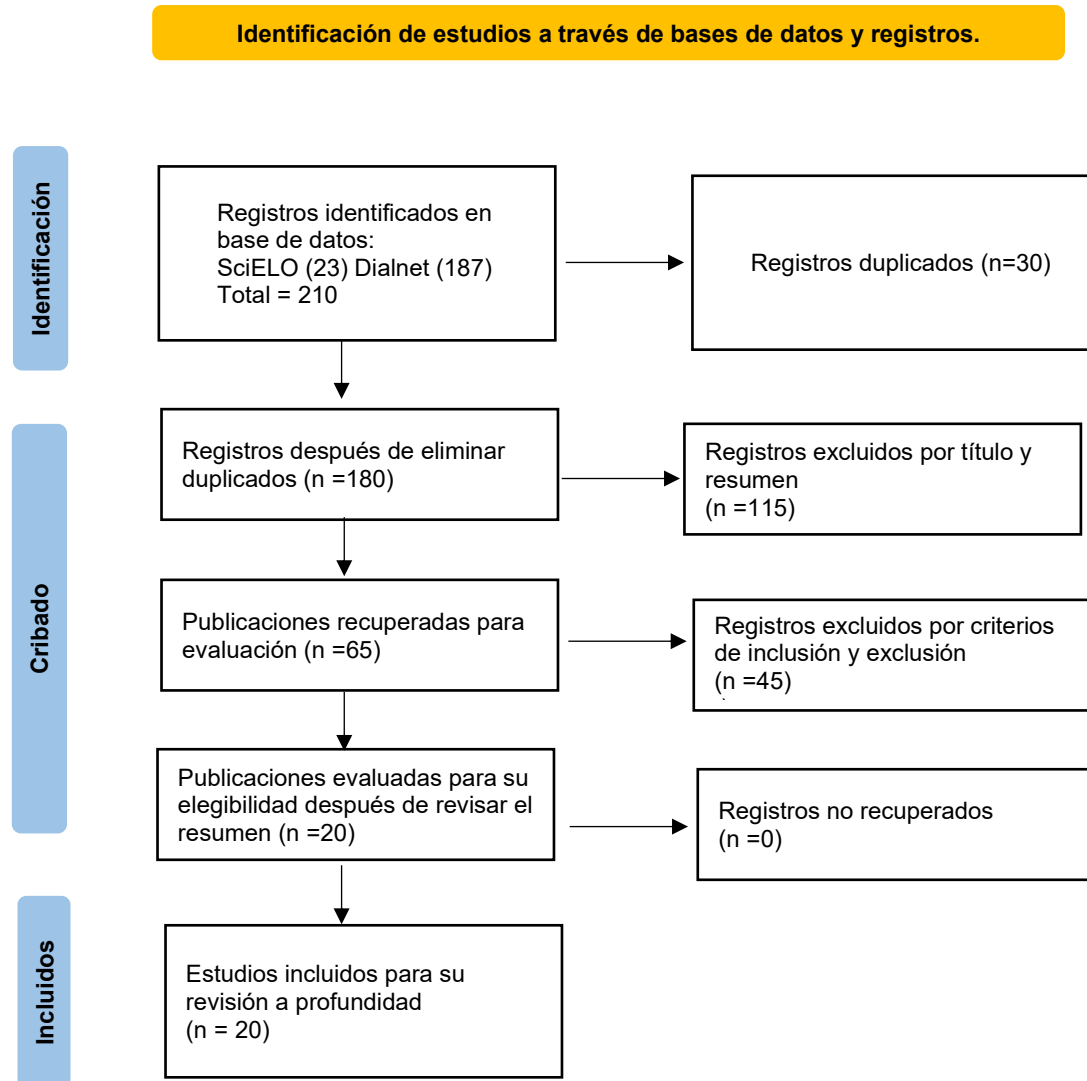 Identificación de estudios a través de bases de datos y registros.
Identificación
Registros identificados en
base de datos:
SciELO (23) Dialnet (187)
Total = 210
Registros duplicados (n=30)
Cribado
Registros después de eliminar
duplicados (n =180)
Registros excluidos por título y
resumen
(n =115)
Publicaciones recuperadas para
evaluación (n =65)
Registros excluidos por criterios
de inclusión y exclusión
(n =45)
Publicaciones evaluadas para su
elegibilidad después de revisar el
resumen (n =20)
Registros no recuperados
(n =0)
Incluidos
Estudios incluidos para su
revisión a profundidad
(n = 20)